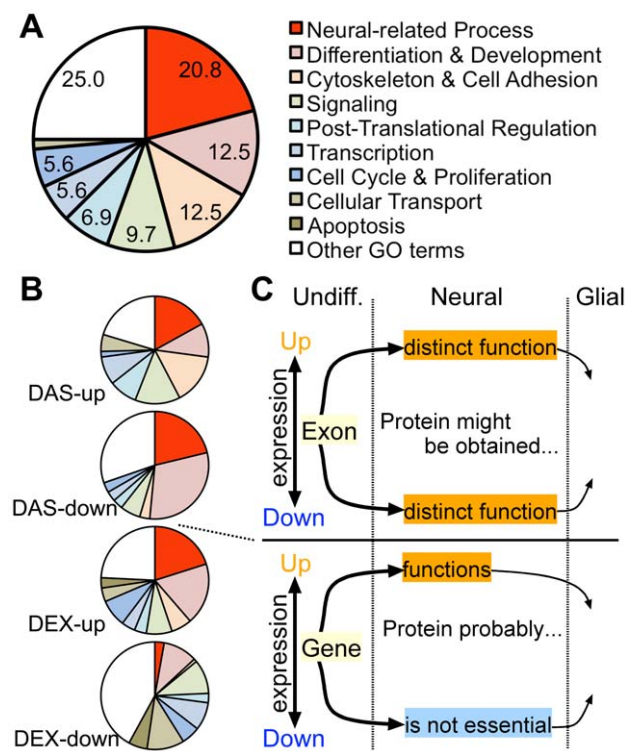 A
25.0
20.8
12.5
12.5
9.7
6.9
5.6
5.6
Neural-related Process
Differentiation & Development
Cytoskeleton & Cell Adhesion
Signaling
Post-Translational Regulation
Transcription
Cell Cycle & Proliferation
Cellular Transport
Apoptosis
Other GO terms
B
DAS-up
DAS-down
DEX-up
DEX-down
C
Undiff.
Neural
Glial
Up
expression
Down
Exon
distinct function
Protein might
be obtained...
distinct function
Up
expression
Down
Gene
functions
Protein probably...
is not essential